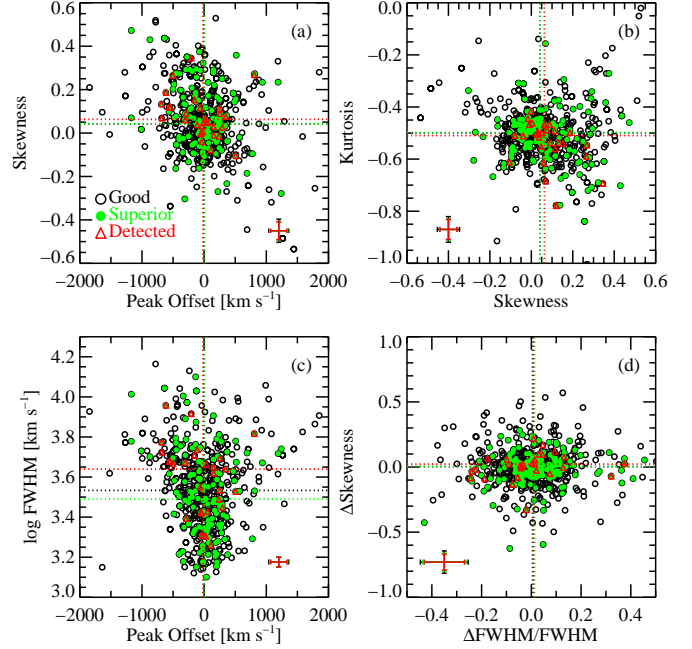 0.6
0.4
0.2
0.0
−0.2
−0.4
−0.6
Skewness
(a)
Good
Superior
Detected
−2000 −1000 0 1000 2000
Peak Offset [km s⁻¹]
0.0
−0.2
−0.4
−0.6
−0.8
−1.0
Kurtosis
(b)
−0.6 −0.4 −0.2 0.0 0.2 0.4 0.6
Skewness
4.2
4.0
3.8
3.6
3.4
3.2
3.0
log FWHM [km s⁻¹]
(c)
−2000 −1000 0 1000 2000
Peak Offset [km s⁻¹]
1.0
0.5
0.0
−0.5
−1.0
ΔSkewness
(d)
−0.4 −0.2 0.0 0.2 0.4
ΔFWHM/FWHM